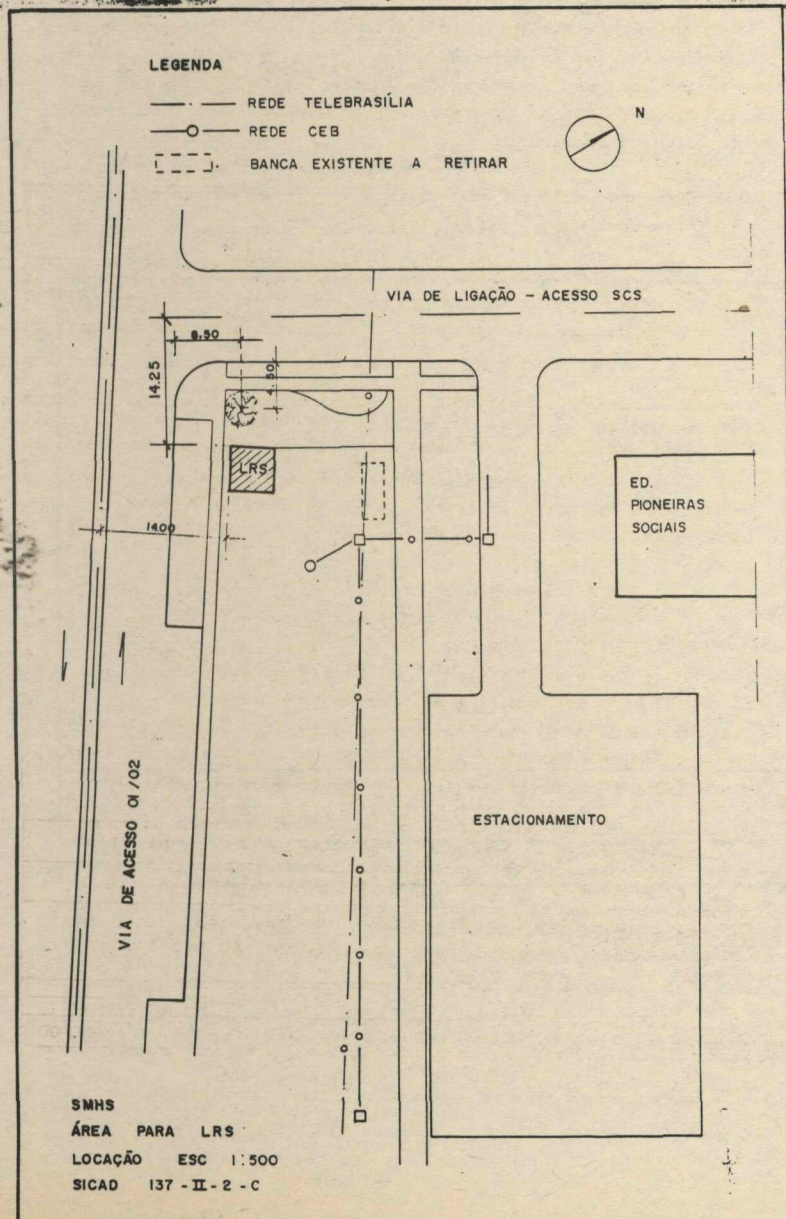 LEGENDA
REDE TELEBRASÍLIA
REDE CEB
BANCA EXISTENTE A RETIRAR
N
VIA DE LIGAÇÃO - ACESSO SCS
6.50
4.50
14.25
LRS
14.00
ED.
PIONEIRAS
SOCIAIS
VIA DE ACESSO 01/02
ESTACIONAMENTO
SMHS
ÁREA PARA LRS
LOCAÇÃO ESC 1:500
SICAD 137 - II - 2 - C